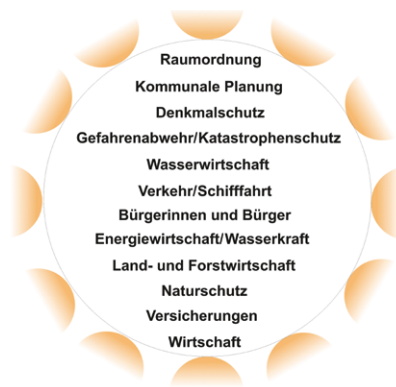 Raumordnung
Kommunale Planung
Denkmalschutz
Gefahrenabwehr/Katastrophenschutz
Wasserwirtschaft
Verkehr/Schifffahrt
Bürgerinnen und Bürger
Energiewirtschaft/Wasserkraft
Land- und Forstwirtschaft
Naturschutz
Versicherungen
Wirtschaft